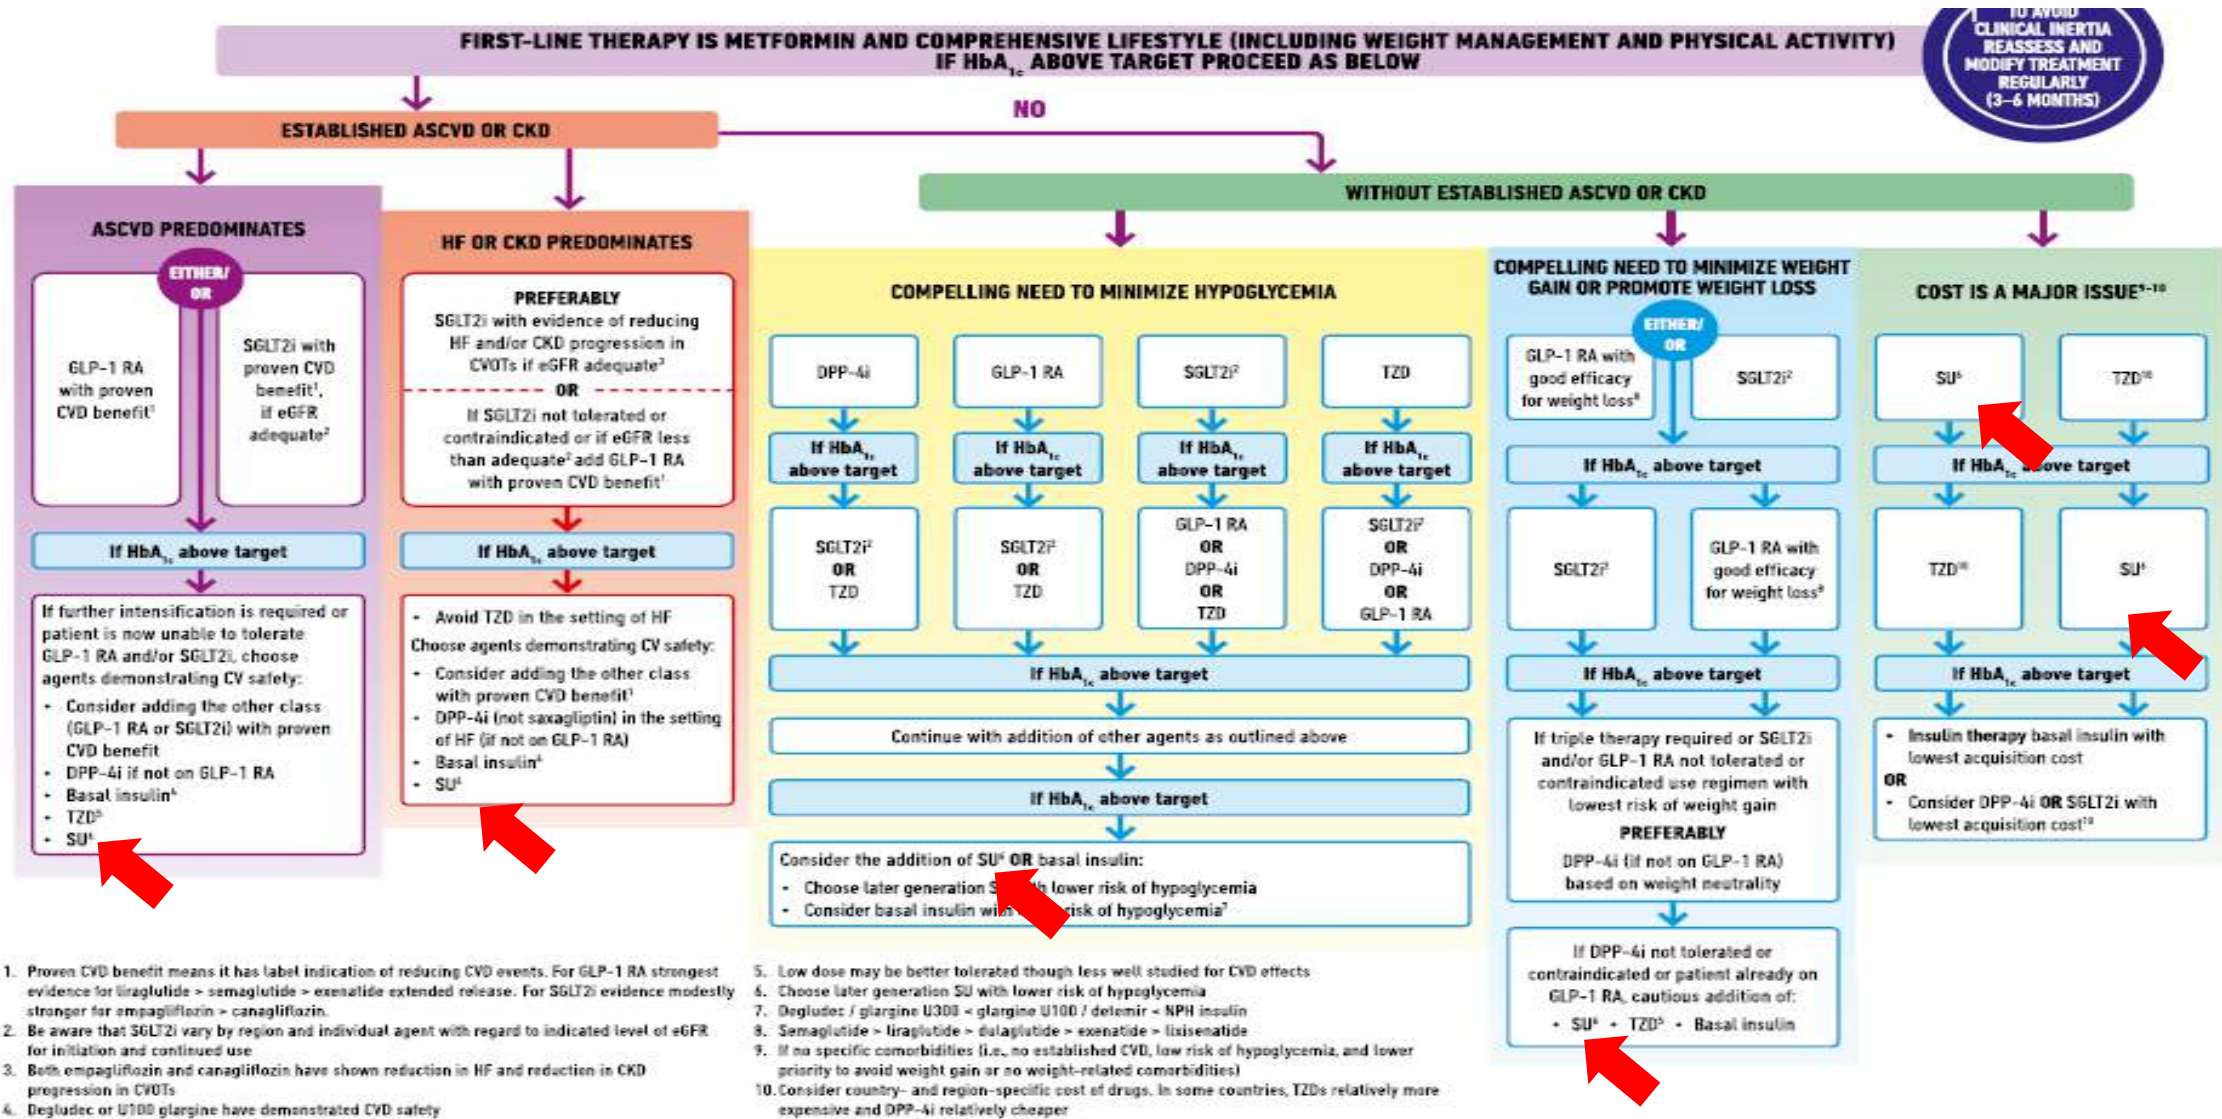 TO AVOID
CLINICAL INERTIA
REASSESS AND
MODIFY TREATMENT
REGULARLY
(3–6 MONTHS)
FIRST-LINE THERAPY IS METFORMIN AND COMPREHENSIVE LIFESTYLE (INCLUDING WEIGHT MANAGEMENT AND PHYSICAL ACTIVITY)
IF HbA1c ABOVE TARGET PROCEED AS BELOW
NO
ESTABLISHED ASCVD OR CKD
WITHOUT ESTABLISHED ASCVD OR CKD
ASCVD PREDOMINATES
EITHER/
OR
GLP-1 RA
with proven
CVD benefit1
SGLT2i with
proven CVD
benefit1,
if eGFR
adequate2
If HbA1c above target
If further intensification is required or
patient is now unable to tolerate
GLP-1 RA and/or SGLT2i, choose
agents demonstrating CV safety:
• Consider adding the other class
(GLP-1 RA or SGLT2i) with proven
CVD benefit
• DPP-4i if not on GLP-1 RA
• Basal insulin4
• TZD5
• SU6
HF OR CKD PREDOMINATES
PREFERABLY
SGLT2i with evidence of reducing
HF and/or CKD progression in
CVOTs if eGFR adequate3
OR
If SGLT2i not tolerated or
contraindicated or if eGFR less
than adequate2 add GLP-1 RA
with proven CVD benefit1
If HbA1c above target
• Avoid TZD in the setting of HF
Choose agents demonstrating CV safety:
• Consider adding the other class
with proven CVD benefit1
• DPP-4i (not saxagliptin) in the setting
of HF (if not on GLP-1 RA)
• Basal insulin4
• SU6
COMPELLING NEED TO MINIMIZE HYPOGLYCEMIA
DPP-4i
GLP-1 RA
SGLT2i2
TZD
If HbA1c
above target
If HbA1c
above target
If HbA1c
above target
If HbA1c
above target
SGLT2i2
OR
TZD
SGLT2i2
OR
TZD
GLP-1 RA
OR
DPP-4i
OR
TZD
SGLT2i2
OR
DPP-4i
OR
GLP-1 RA
If HbA1c above target
Continue with addition of other agents as outlined above
If HbA1c above target
Consider the addition of SU6 OR basal insulin:
• Choose later generation lower risk of hypoglycemia
• Consider basal insulin risk of hypoglycemia7
COMPELLING NEED TO MINIMIZE WEIGHT
GAIN OR PROMOTE WEIGHT LOSS
EITHER/
OR
GLP-1 RA with
good efficacy
for weight loss8
SGLT2i2
If HbA1c above target
SGLT2i2
GLP-1 RA with
good efficacy
for weight loss8
If HbA1c above target
If triple therapy required or SGLT2i
and/or GLP-1 RA not tolerated or
contraindicated use regimen with
lowest risk of weight gain
PREFERABLY
DPP-4i (if not on GLP-1 RA)
based on weight neutrality
If DPP-4i not tolerated or
contraindicated or patient already on
GLP-1 RA, cautious addition of:
• SU6 • TZD5 • Basal insulin
COST IS A MAJOR ISSUE9-10
SU6
TZD10
If HbA1c above target
TZD10
SU6
If HbA1c above target
• Insulin therapy basal insulin with
lowest acquisition cost
OR
• Consider DPP-4i OR SGLT2i with
lowest acquisition cost10
1. Proven CVD benefit means it has label indication of reducing CVD events. For GLP-1 RA strongest
evidence for liraglutide > semaglutide > exenatide extended release. For SGLT2i evidence modestly
stronger for empagliflozin > canagliflozin.
2. Be aware that SGLT2i vary by region and individual agent with regard to indicated level of eGFR
for initiation and continued use
3. Both empagliflozin and canagliflozin have shown reduction in HF and reduction in CKD
progression in CVOTs
4. Degludec or U100 glargine have demonstrated CVD safety
5. Low dose may be better tolerated though less well studied for CVD effects
6. Choose later generation SU with lower risk of hypoglycemia
7. Degludec / glargine U300 < glargine U100 / detemir < NPH insulin
8. Semaglutide > liraglutide > dulaglutide > exenatide > lixisenatide
9. If no specific comorbidities (i.e., no established CVD, low risk of hypoglycemia, and lower
priority to avoid weight gain or no weight-related comorbidities)
10. Consider country- and region-specific cost of drugs. In some countries, TZDs relatively more
expensive and DPP-4i relatively cheaper